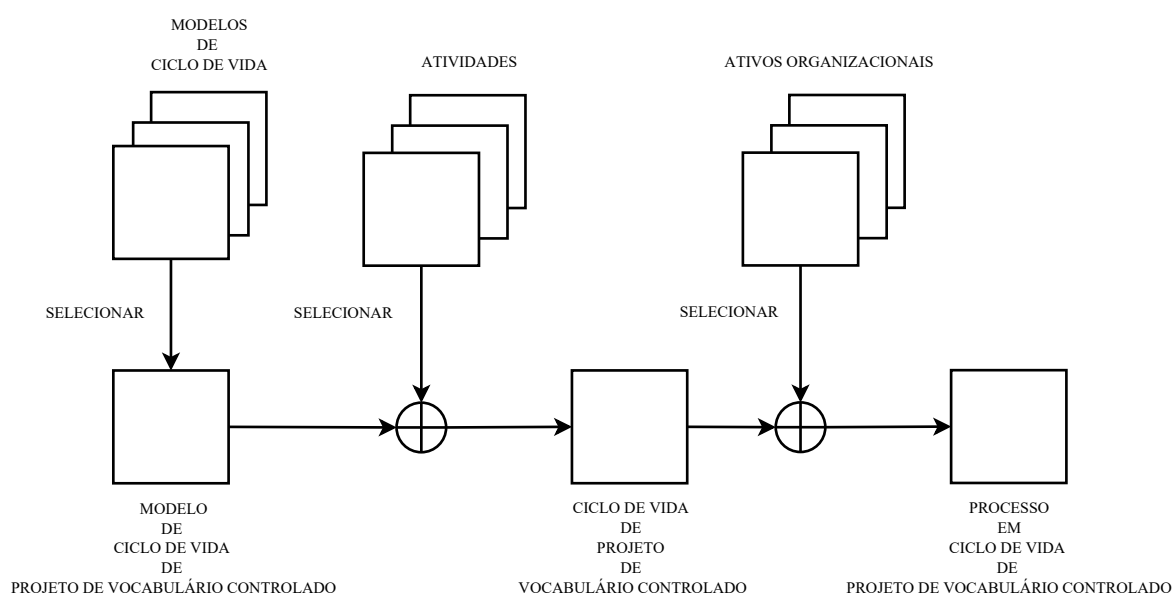 MODELOS
DE
CICLO DE VIDA
ATIVIDADES
ATIVOS ORGANIZACIONAIS
SELECIONAR
SELECIONAR
SELECIONAR
MODELO
DE
CICLO DE VIDA
DE
PROJETO DE VOCABULÁRIO CONTROLADO
CICLO DE VIDA
DE
PROJETO
DE
VOCABULÁRIO CONTROLADO
PROCESSO
EM
CICLO DE VIDA
DE
PROJETO DE VOCABULÁRIO CONTROLADO